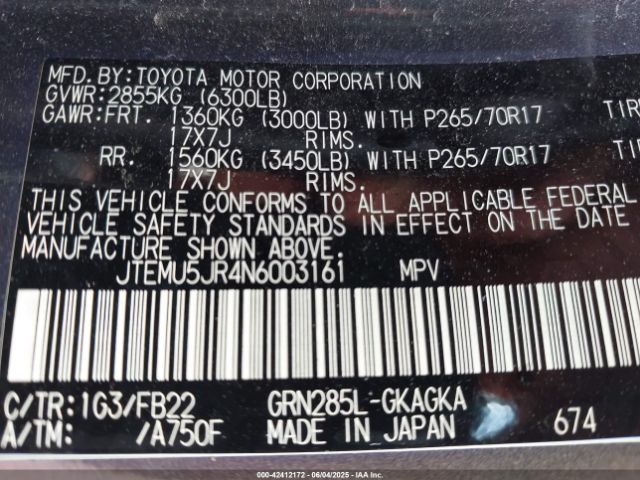 MFD.BY:TOYOTA MOTOR CORPORATION
GVWR:2855KG (6300LB)
GAWR:FRT. 1360KG (3000LB) WITH P265/70R17 TIR
17X7J RIMS.
RR. 1560KG (3450LB) WITH P265/70R17 TIR
17X7J RIMS.
THIS VEHICLE CONFORMS TO ALL APPLICABLE FEDERAL
VEHICLE SAFETY STANDARDS IN EFFECT ON THE DATE
MANUFACTURE SHOWN ABOVE.
JTEMU5JR4N6003161 MPV
C/TR:1G3/FB22 GRN285L-GKAGKA
A/TM: /A750F MADE IN JAPAN 674
000-42412172 - 06/04/2025 - IAA Inc.